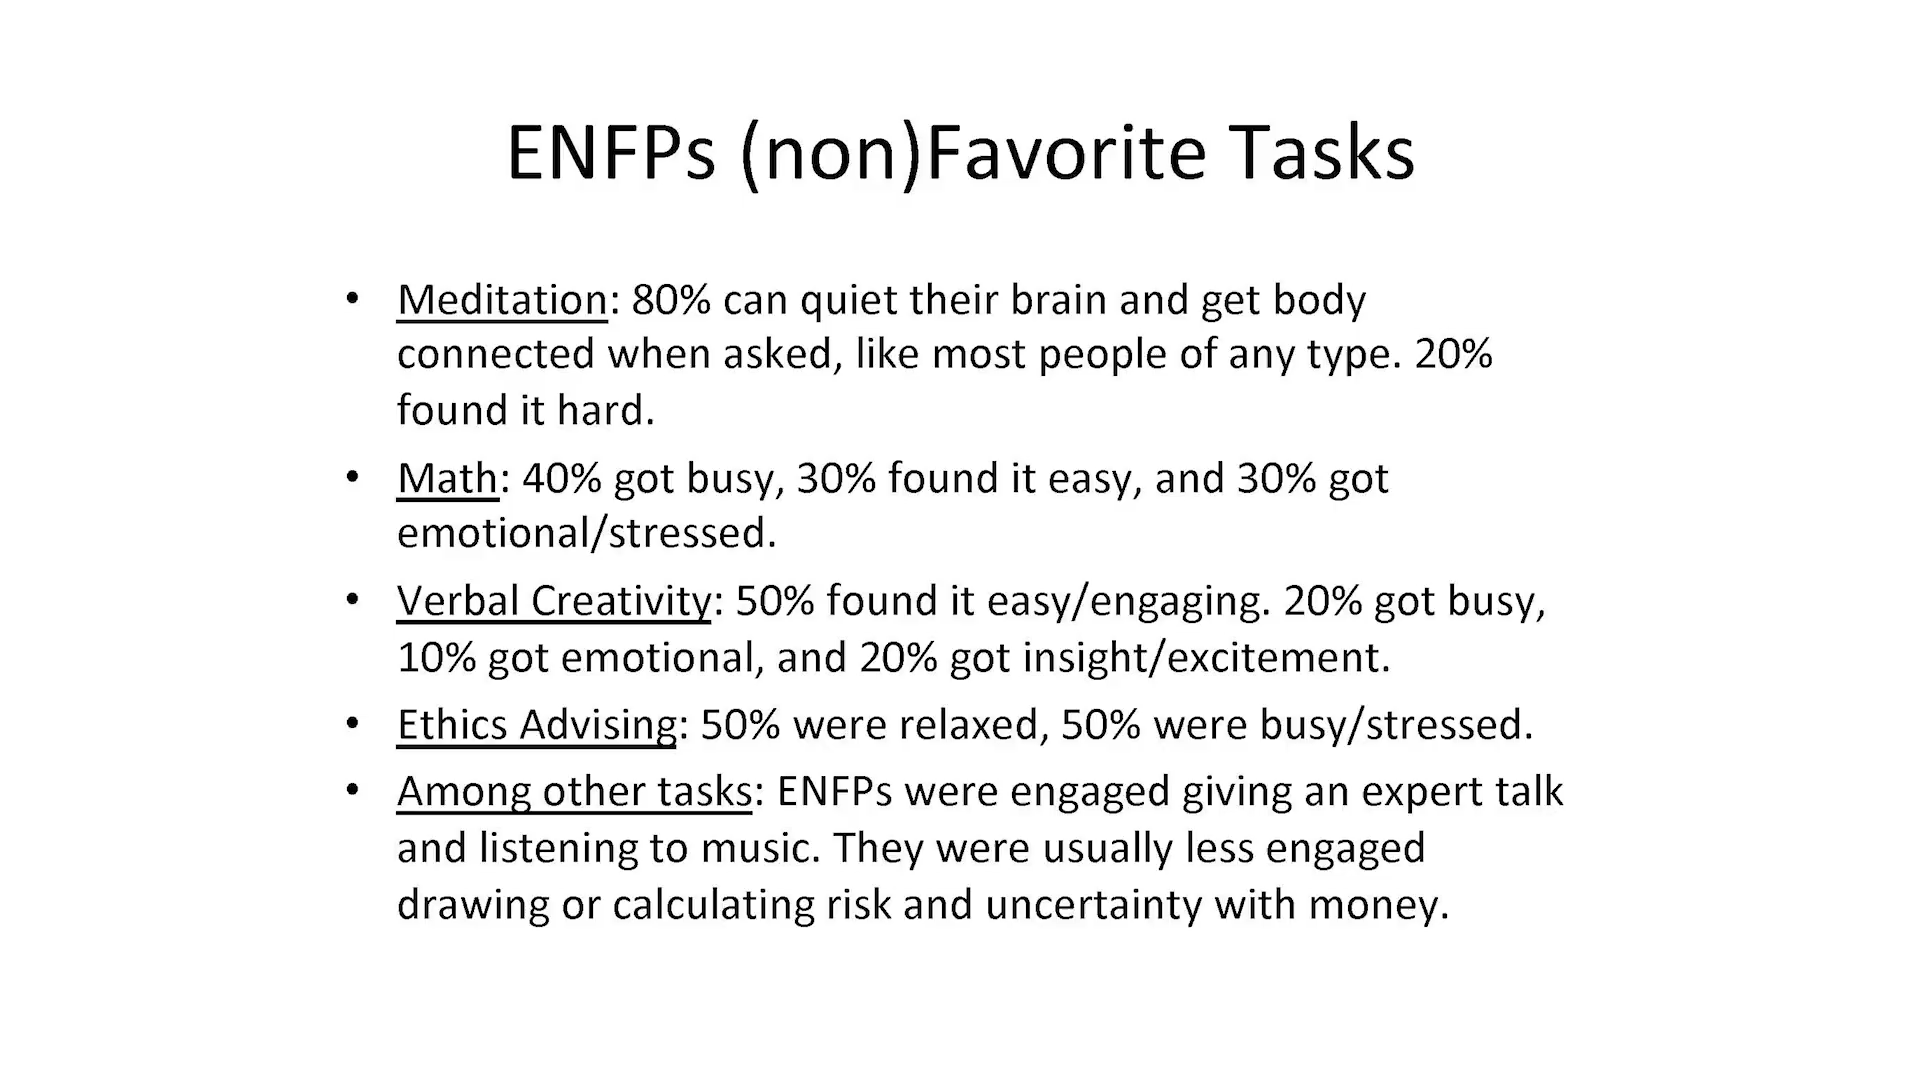 ENFPs (non)Favorite Tasks
• Meditation: 80% can quiet their brain and get body
connected when asked, like most people of any type. 20%
found it hard.
• Math: 40% got busy, 30% found it easy, and 30% got
emotional/stressed.
• Verbal Creativity: 50% found it easy/engaging. 20% got busy,
10% got emotional, and 20% got insight/excitement.
• Ethics Advising: 50% were relaxed, 50% were busy/stressed.
• Among other tasks: ENFPs were engaged giving an expert talk
and listening to music. They were usually less engaged
drawing or calculating risk and uncertainty with money.